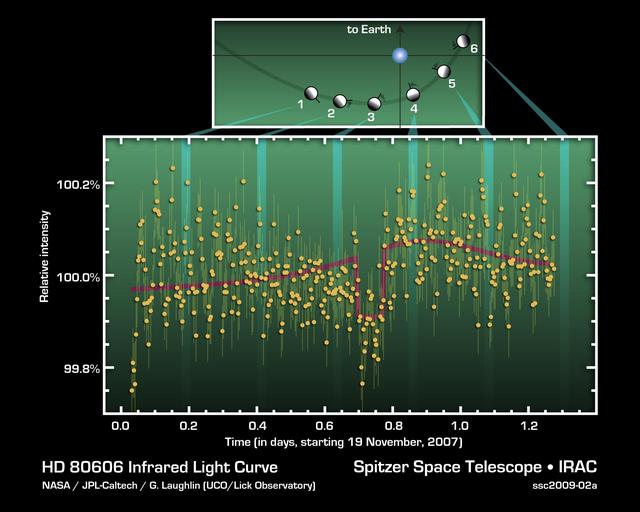 to Earth
1
2
3
4
5
6
100.2%
100.0%
99.8%
Relative intensity
0.0 0.2 0.4 0.6 0.8 1.0 1.2
Time (in days, starting 19 November, 2007)
HD 80606 Infrared Light Curve
Spitzer Space Telescope • IRAC
NASA / JPL-Caltech / G. Laughlin (UCO/Lick Observatory)
ssc2009-02a